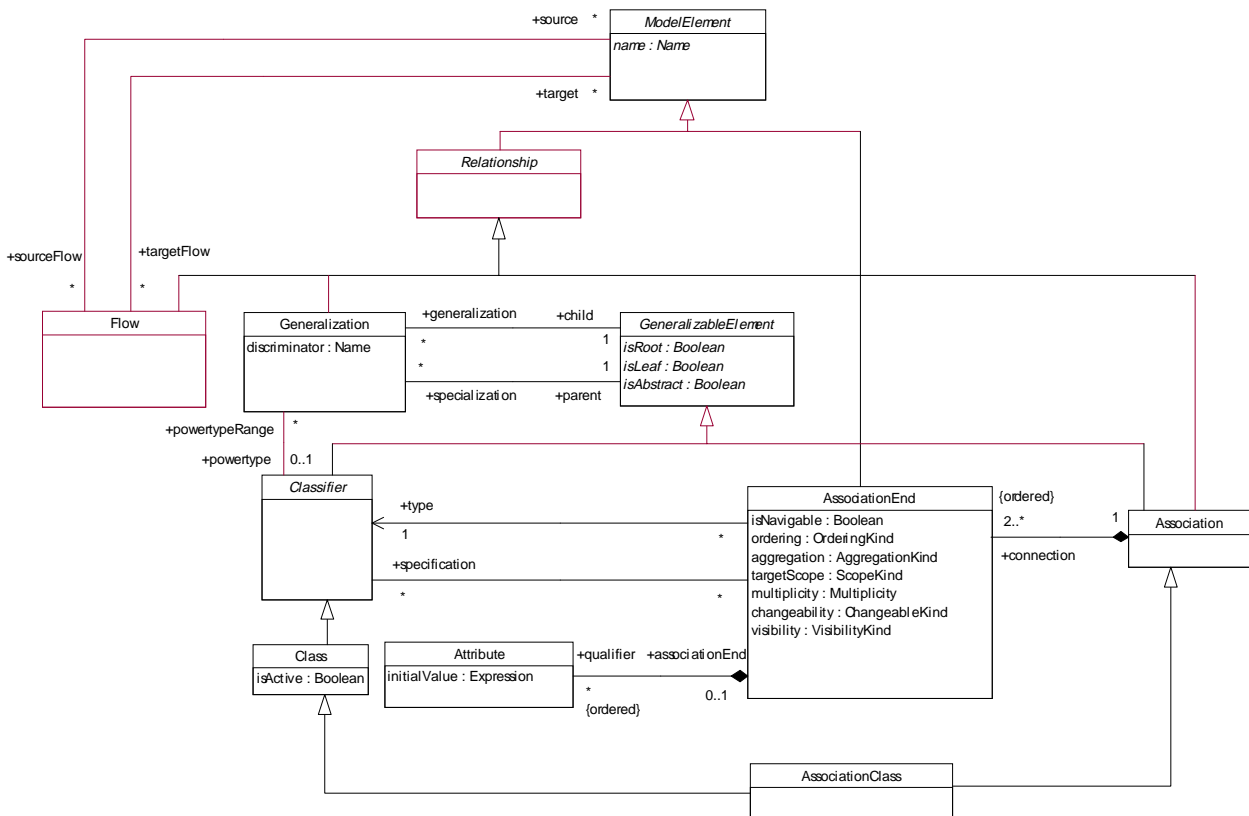 +source *
ModelElement
name : Name
+target *
Relationship
+sourceFlow
+targetFlow
* *
Flow
Generalization
discriminator : Name
+generalization +child
* 1
* 1
+specialization +parent
GeneralizableElement
isRoot : Boolean
isLeaf : Boolean
isAbstract : Boolean
+powertypeRange *
+powertype 0..1
Classifier
+type
1 *
+specification
* *
AssociationEnd
isNavigable : Boolean
ordering : OrderingKind
aggregation : AggregationKind
targetScope : ScopeKind
multiplicity : Multiplicity
changeability : ChangeableKind
visibility : VisibilityKind
{ordered}
2..* 1
+connection
Association
Class
isActive : Boolean
Attribute
initialValue : Expression
+qualifier +associationEnd
* 0..1
{ordered}
AssociationClass